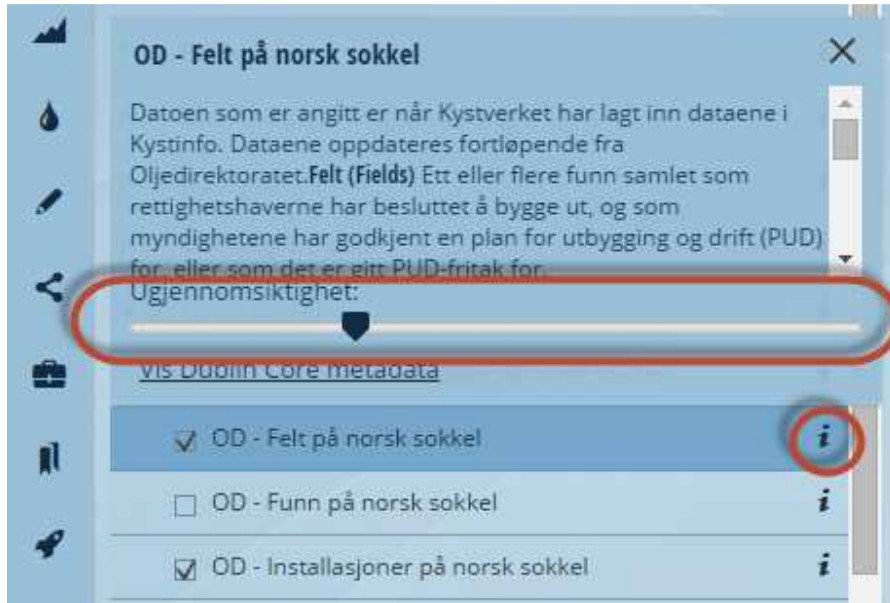 OD - Felt på norsk sokkel
Datoen som er angitt er når Kystverket har lagt inn dataene i
Kystinfo. Dataene oppdateres fortløpende fra
Oljedirektoratet.Felt (Fields) Ett eller flere funn samlet som
rettighetshaverne har besluttet å bygge ut, og som
myndighetene har godkjent en plan for utbygging og drift (PUD)
for, eller som det er gitt PUD-fritak for.
Ugjennomsiktighet:
Vis Dublin Core metadata
OD - Felt på norsk sokkel i
OD - Funn på norsk sokkel i
OD - Installasjoner på norsk sokkel i